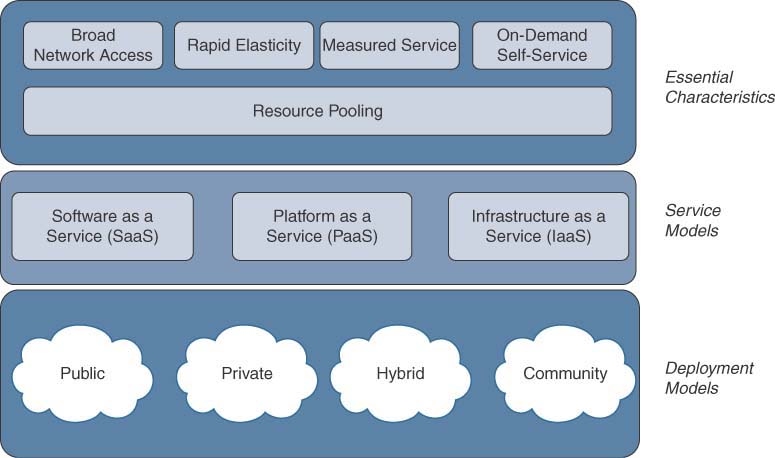 Broad
Network Access
Rapid Elasticity
Measured Service
On-Demand
Self-Service
Resource Pooling
Essential
Characteristics
Software as a
Service (SaaS)
Platform as a
Service (PaaS)
Infrastructure as a
Service (IaaS)
Service
Models
Public
Private
Hybrid
Community
Deployment
Models